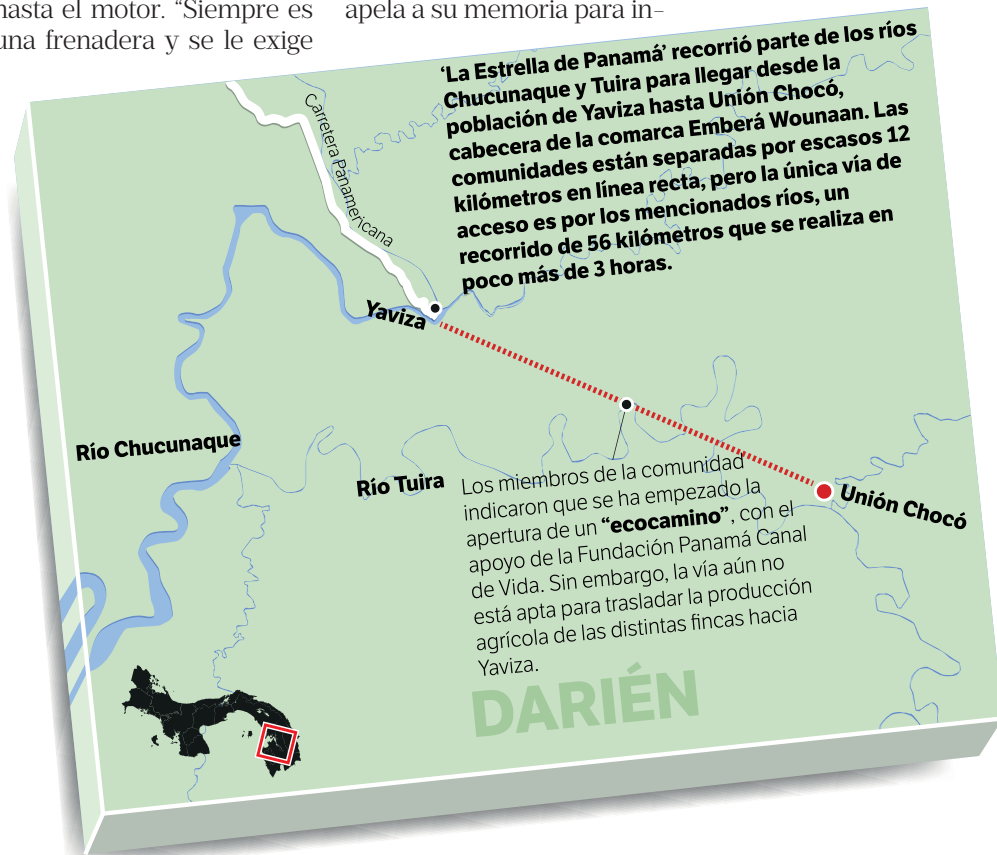 hasta el motor. “Siempre es
una frenadera y se le exige
apela a su memoria para in-
‘La Estrella de Panamá’ recorrió parte de los ríos
Chucunaque y Tuira para llegar desde la
población de Yaviza hasta Unión Chocó,
cabecera de la comarca Emberá Wounaan. Las
comunidades están separadas por escasos 12
kilómetros en línea recta, pero la única vía de
acceso es por los mencionados ríos, un
recorrido de 56 kilómetros que se realiza en
poco más de 3 horas.
Carretera Panamericana
Yaviza
Río Chucunaque
Río Tuira
Unión Chocó
Los miembros de la comunidad
indicaron que se ha empezado la
apertura de un “ecocamino”, con el
apoyo de la Fundación Panamá Canal
de Vida. Sin embargo, la vía aún no
está apta para trasladar la producción
agrícola de las distintas fincas hacia
Yaviza.
DARIÉN